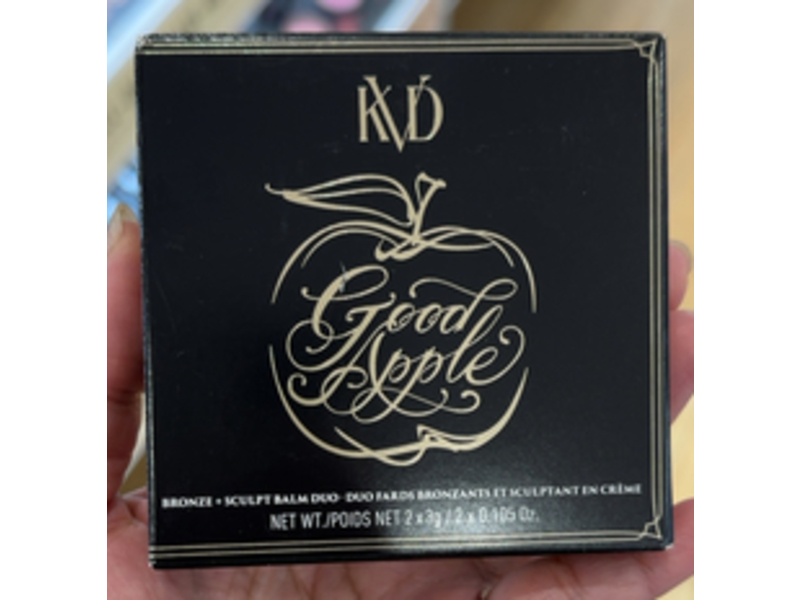 KVD
Good
Apple
BRONZE + SCULPT BALM DUO · DUO FARDS BRONZANTS ET SCULPTANT EN CRÈME
NET WT./POIDS NET 2 x 3g / 2 x 0.105 Oz.